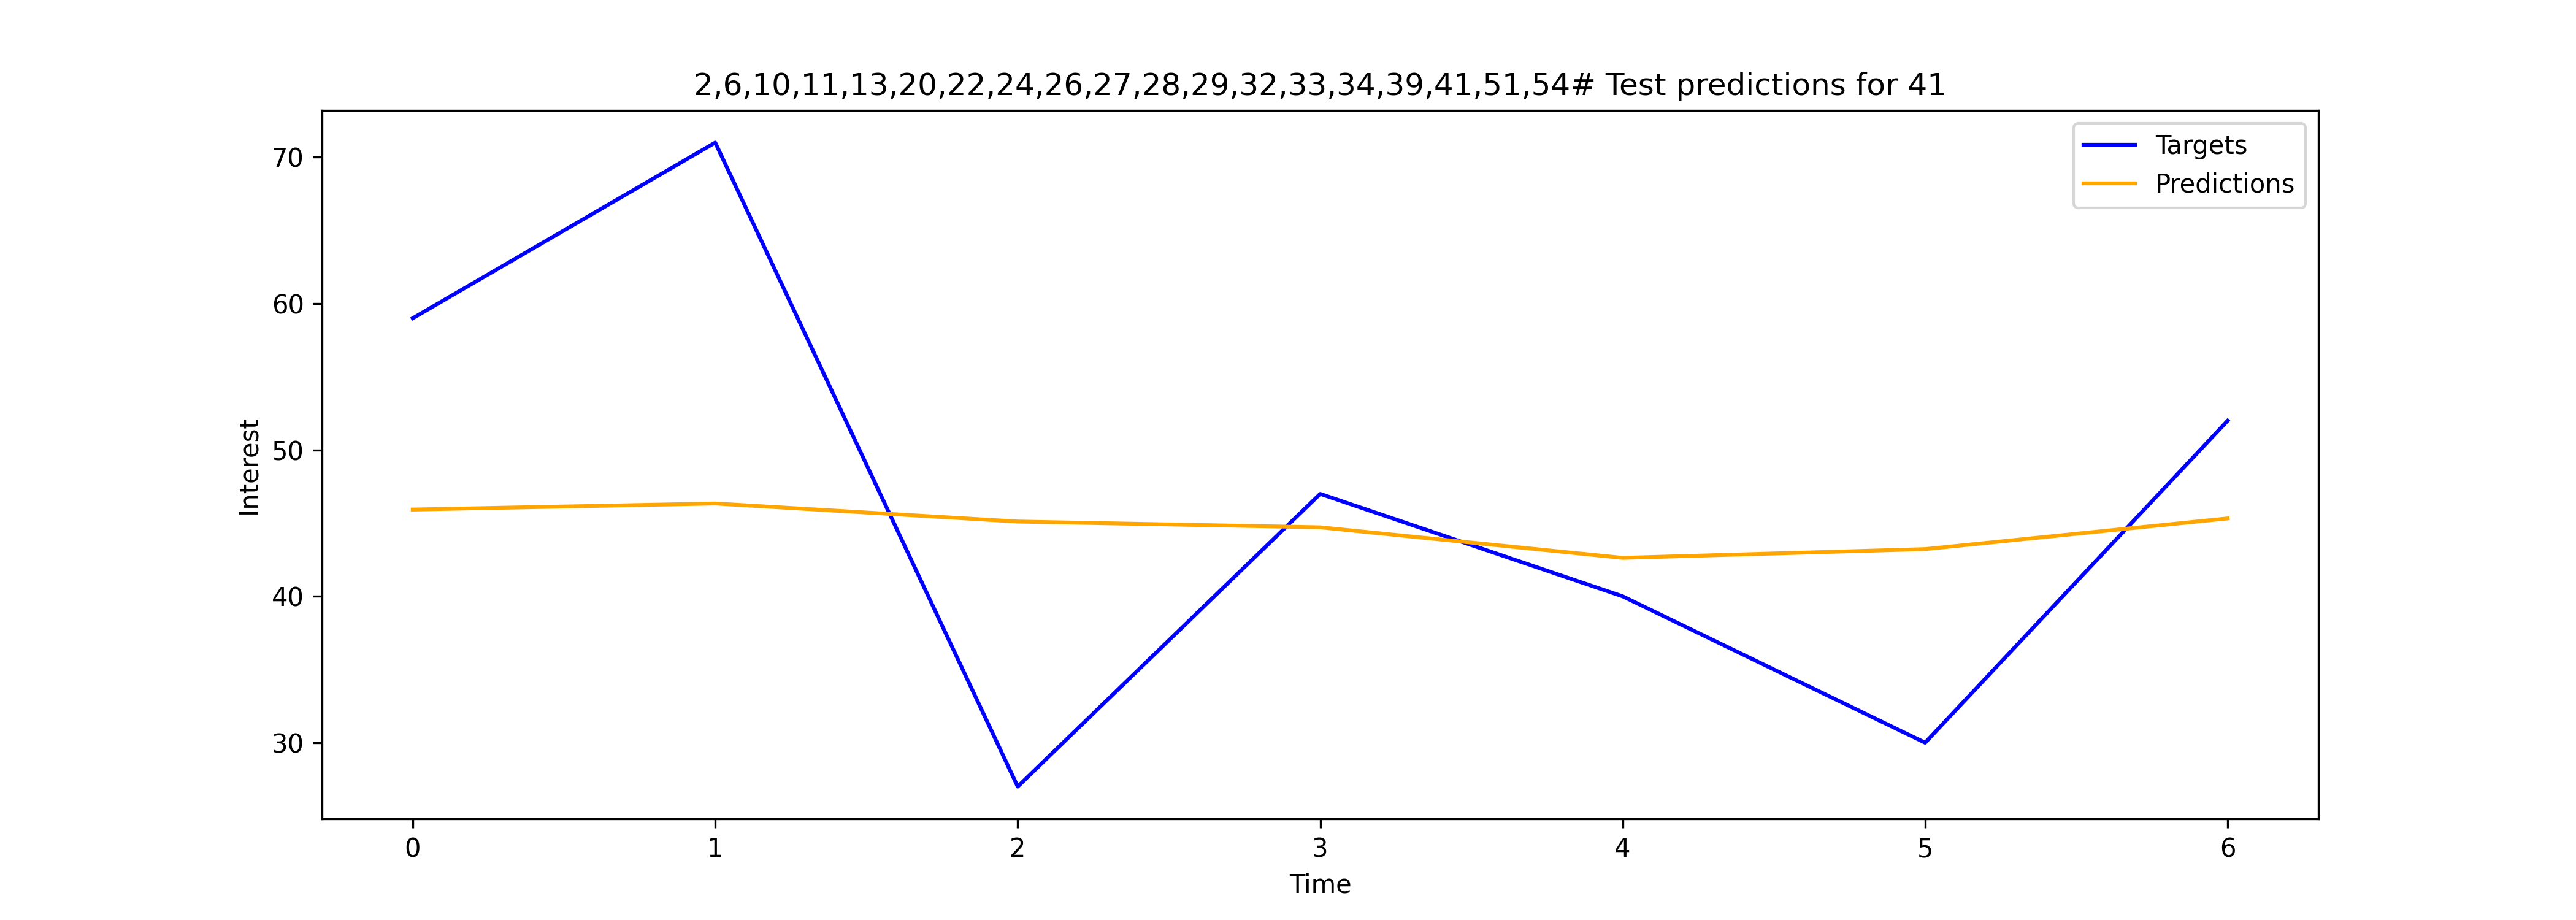 2,6,10,11,13,20,22,24,26,27,28,29,32,33,34,39,41,51,54# Test predictions for 41
Targets
Predictions
70
60
50
40
30
Interest
0 1 2 3 4 5 6
Time